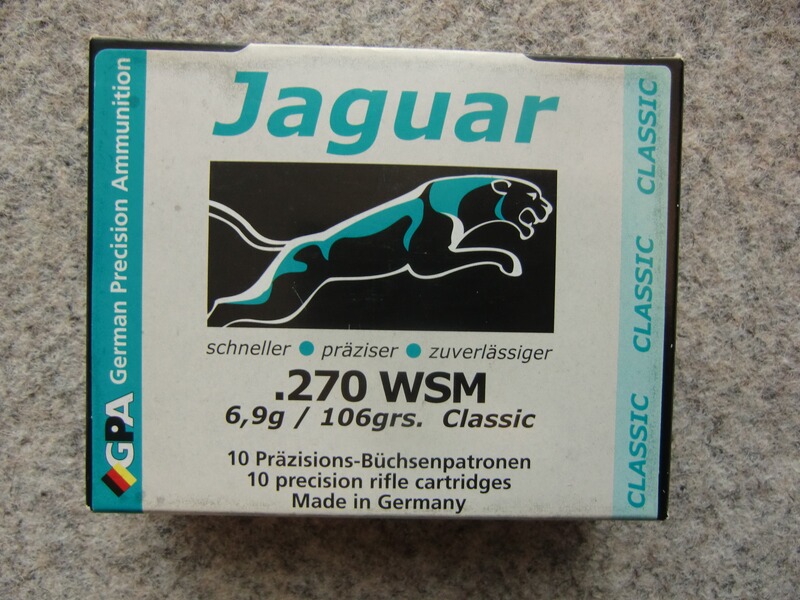 Jaguar
schneller ● präziser ● zuverlässiger
.270 WSM
6,9g / 106grs. Classic
10 Präzisions-Büchsenpatronen
10 precision rifle cartridges
Made in Germany
GPA German Precision Ammunition
CLASSIC CLASSIC CLASSIC